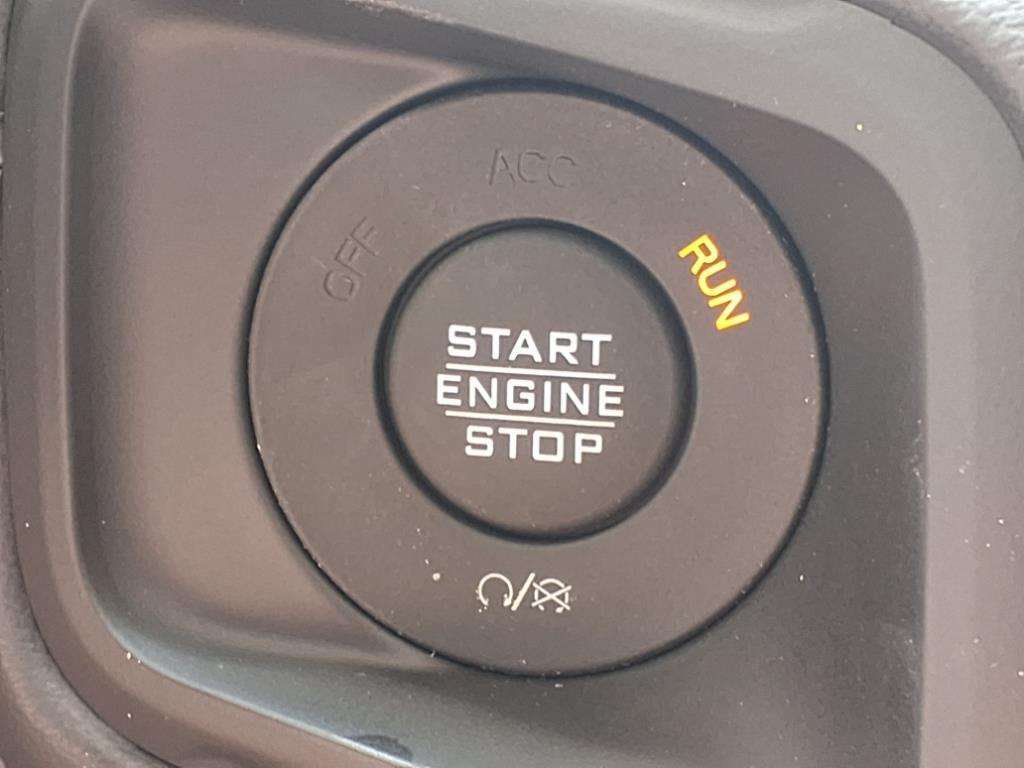 ACC
OFF
RUN
START
ENGINE
STOP